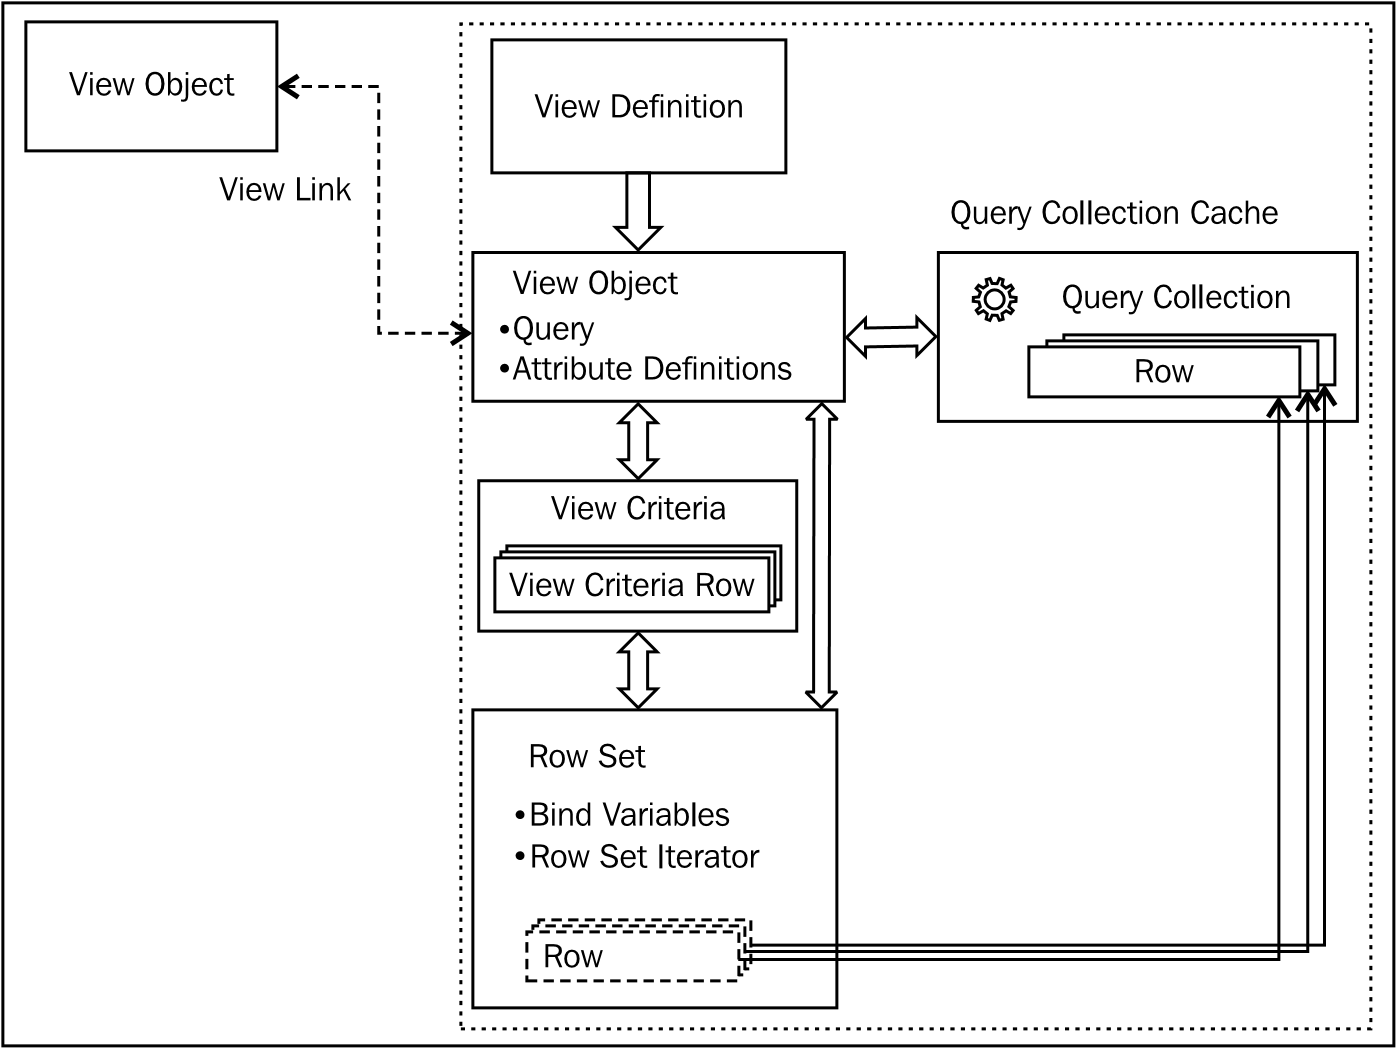 View Object
View Link
View Definition
View Object
•Query
•Attribute Definitions
Query Collection Cache
Query Collection
Row
View Criteria
View Criteria Row
Row Set
•Bind Variables
•Row Set Iterator
Row